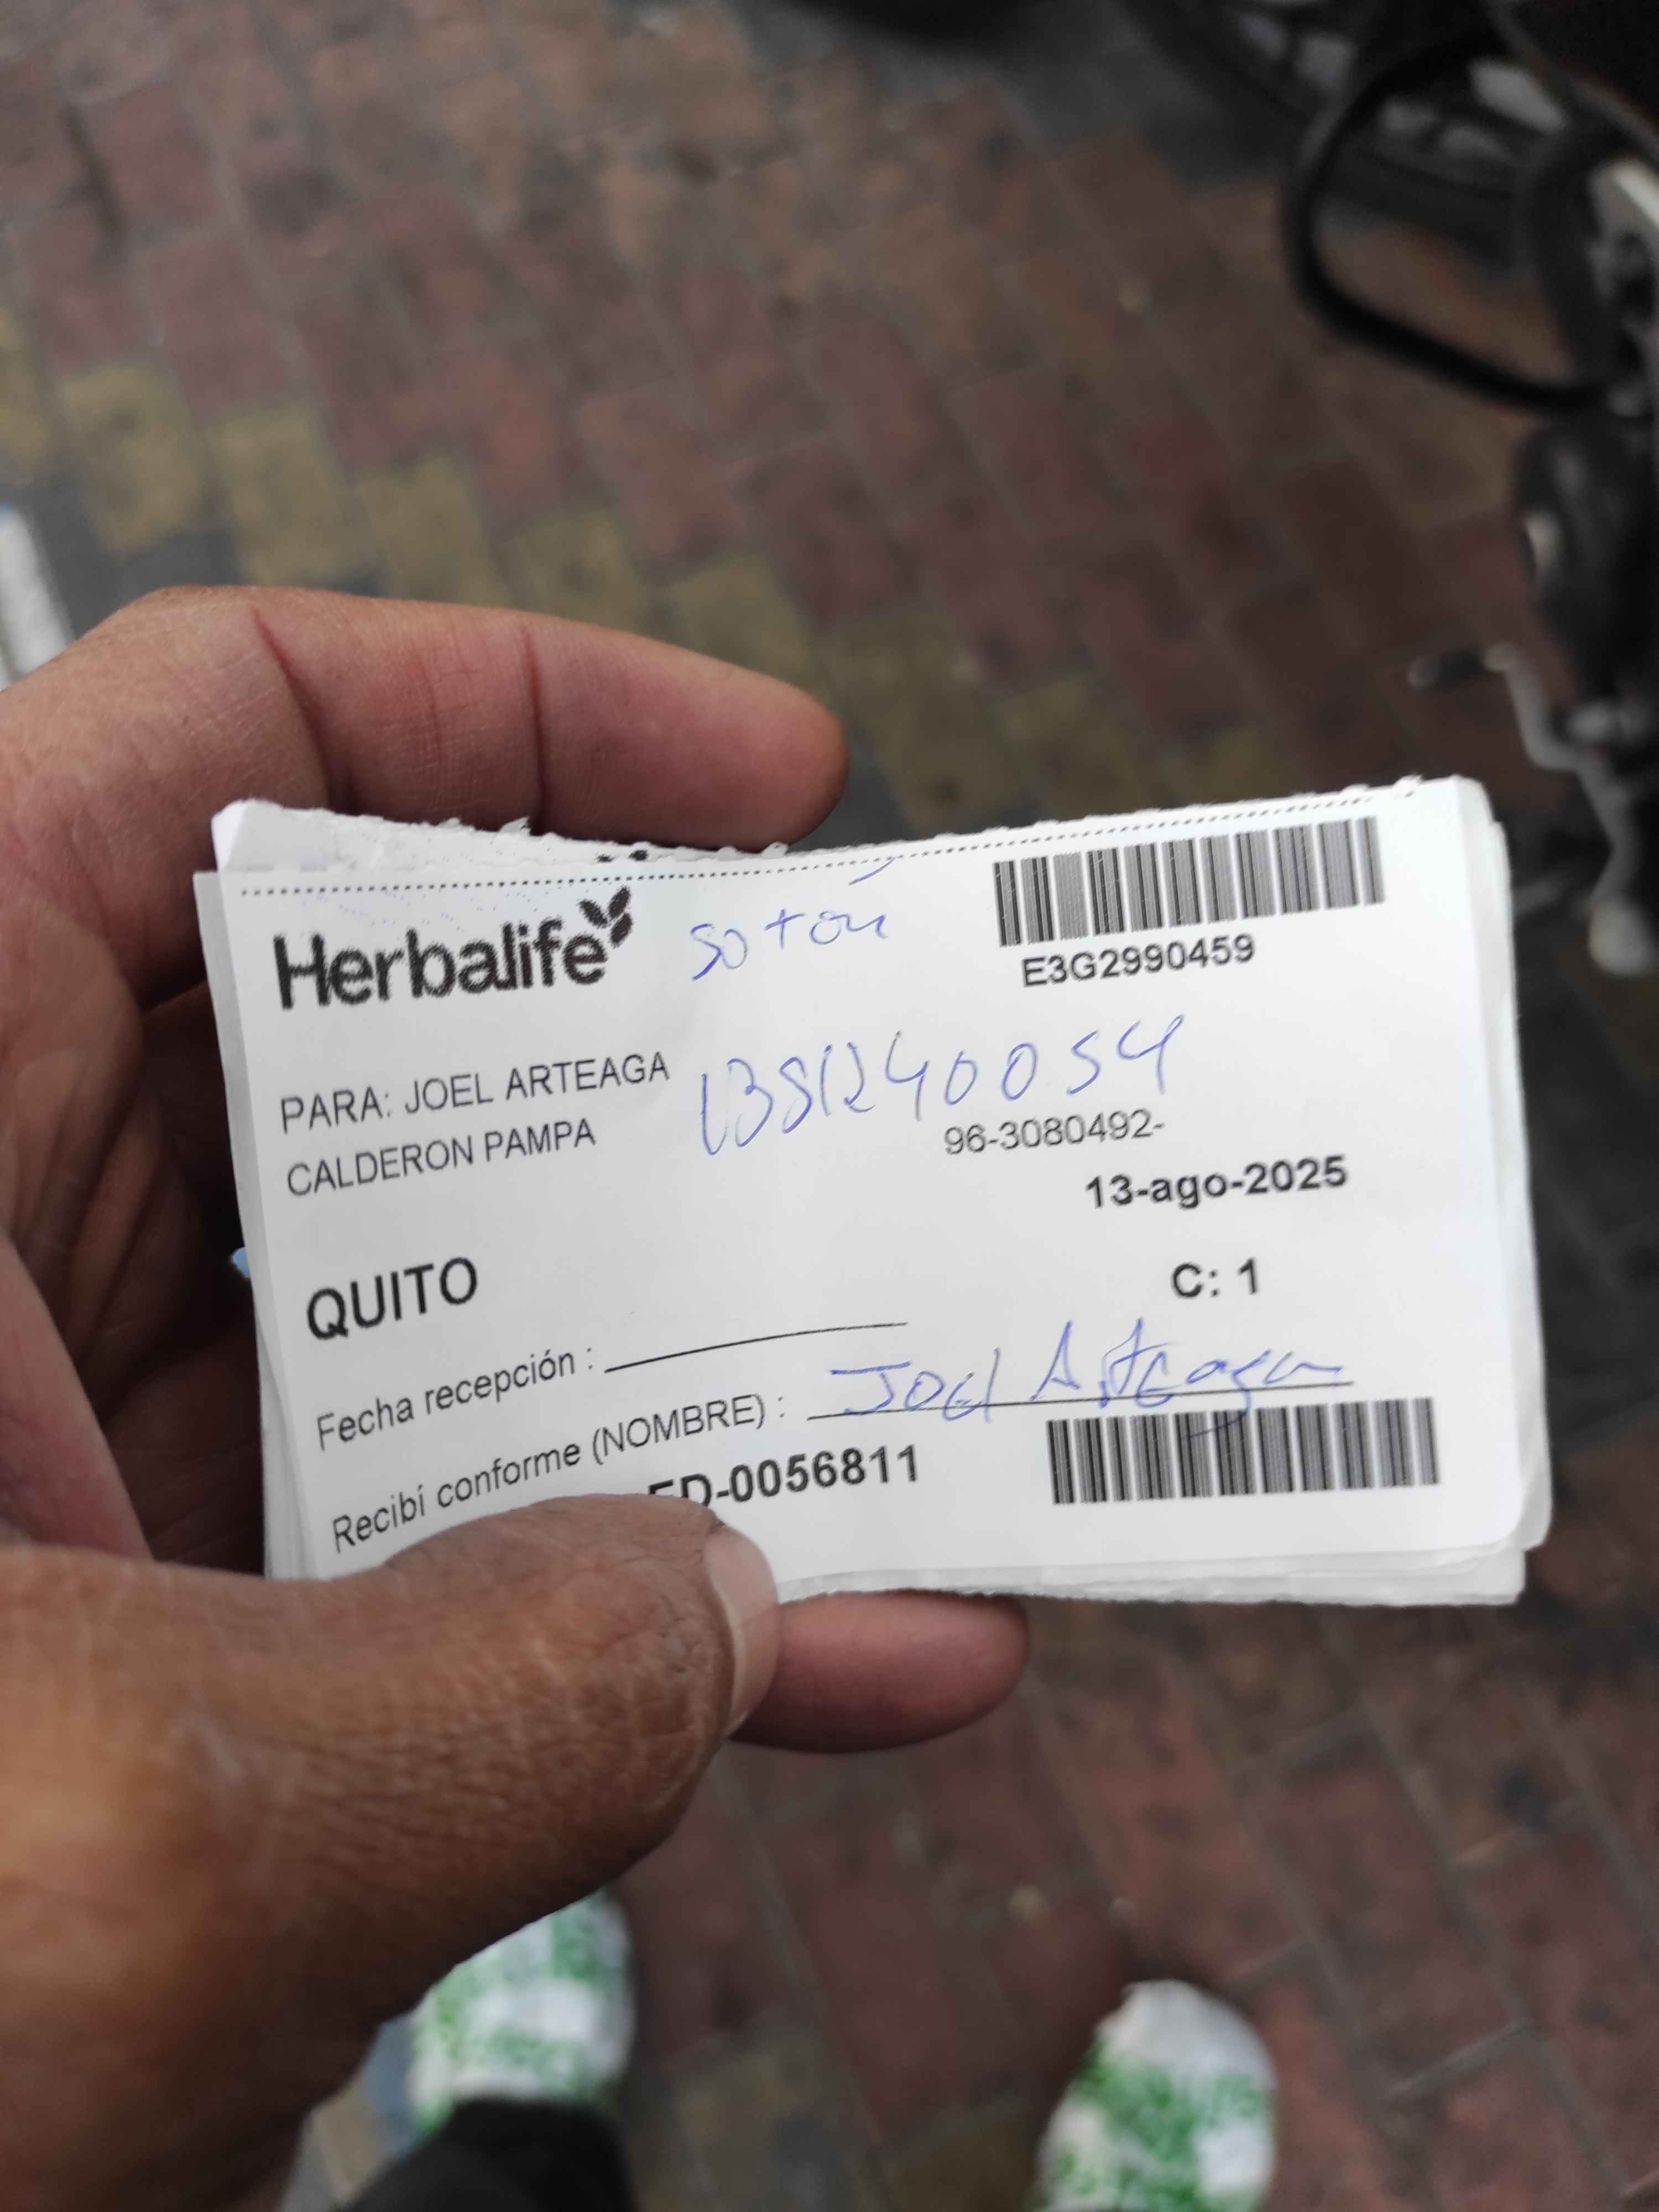 Herbalife
sotón
E3G2990459
PARA: JOEL ARTEAGA
1381240054
CALDERON PAMPA
96-3080492-
13-ago-2025
QUITO
C: 1
Fecha recepción :
Recibí conforme (NOMBRE) : Joel Arteaga
ED-0056811